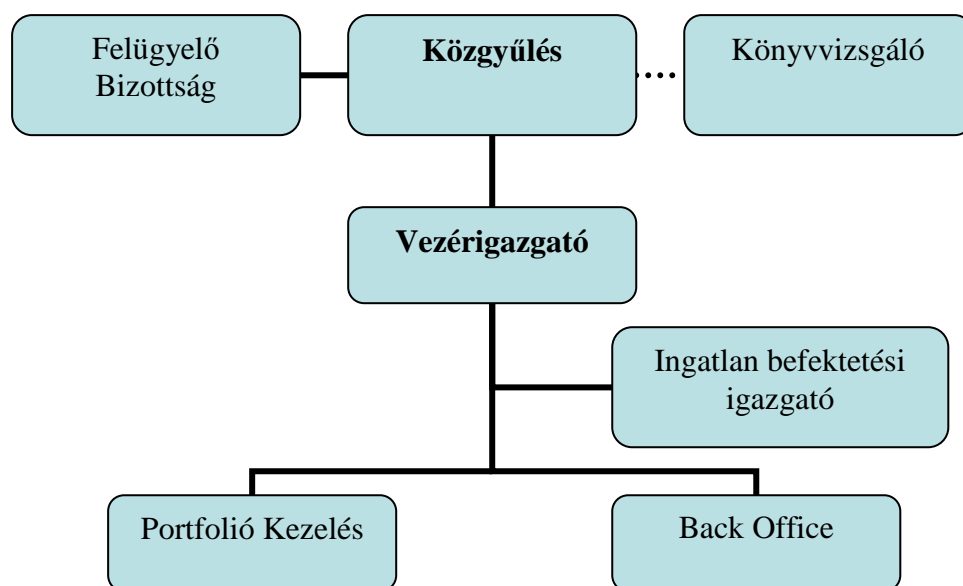 Felügyelő
Bizottság
Közgyűlés
Könyvvizsgáló
Vezérigazgató
Ingatlan befektetési
igazgató
Portfolió Kezelés
Back Office